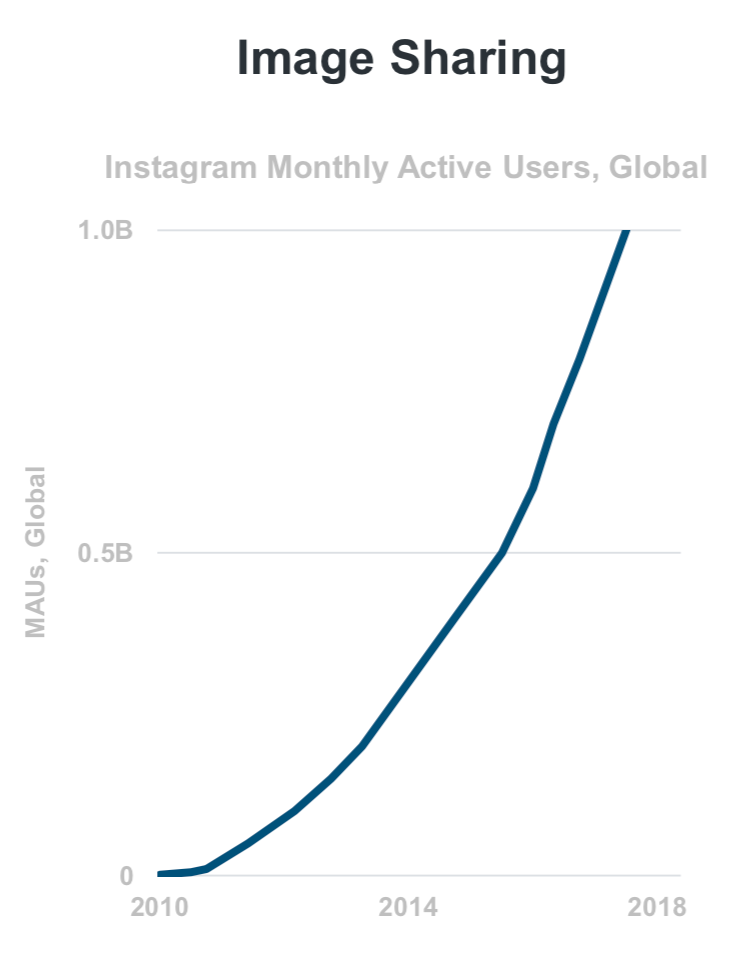 Image Sharing
Instagram Monthly Active Users, Global
1.0B
MAUs, Global
0.5B
0
2010 2014 2018